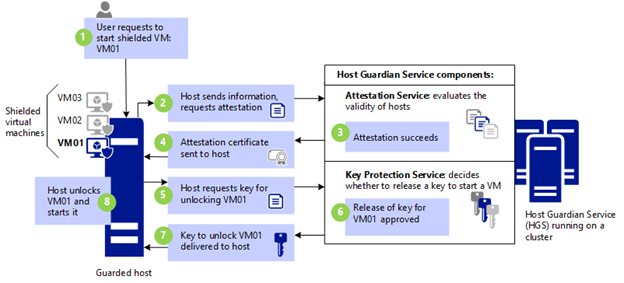 1
User requests to
start shielded VM:
VM01
Shielded
virtual
machines
VM03
VM02
VM01
2
Host sends information,
requests attestation
4
Attestation certificate
sent to host
5
Host requests key for
unlocking VM01
7
Key to unlock VM01
delivered to host
Host unlocks
VM01 and
starts it
8
Guarded host
Host Guardian Service components:
Attestation Service: evaluates the
validity of hosts
3
Attestation succeeds
Key Protection Service: decides
whether to release a key to start a VM
6
Release of key for
VM01 approved
Host Guardian Service
(HGS) running on a
cluster